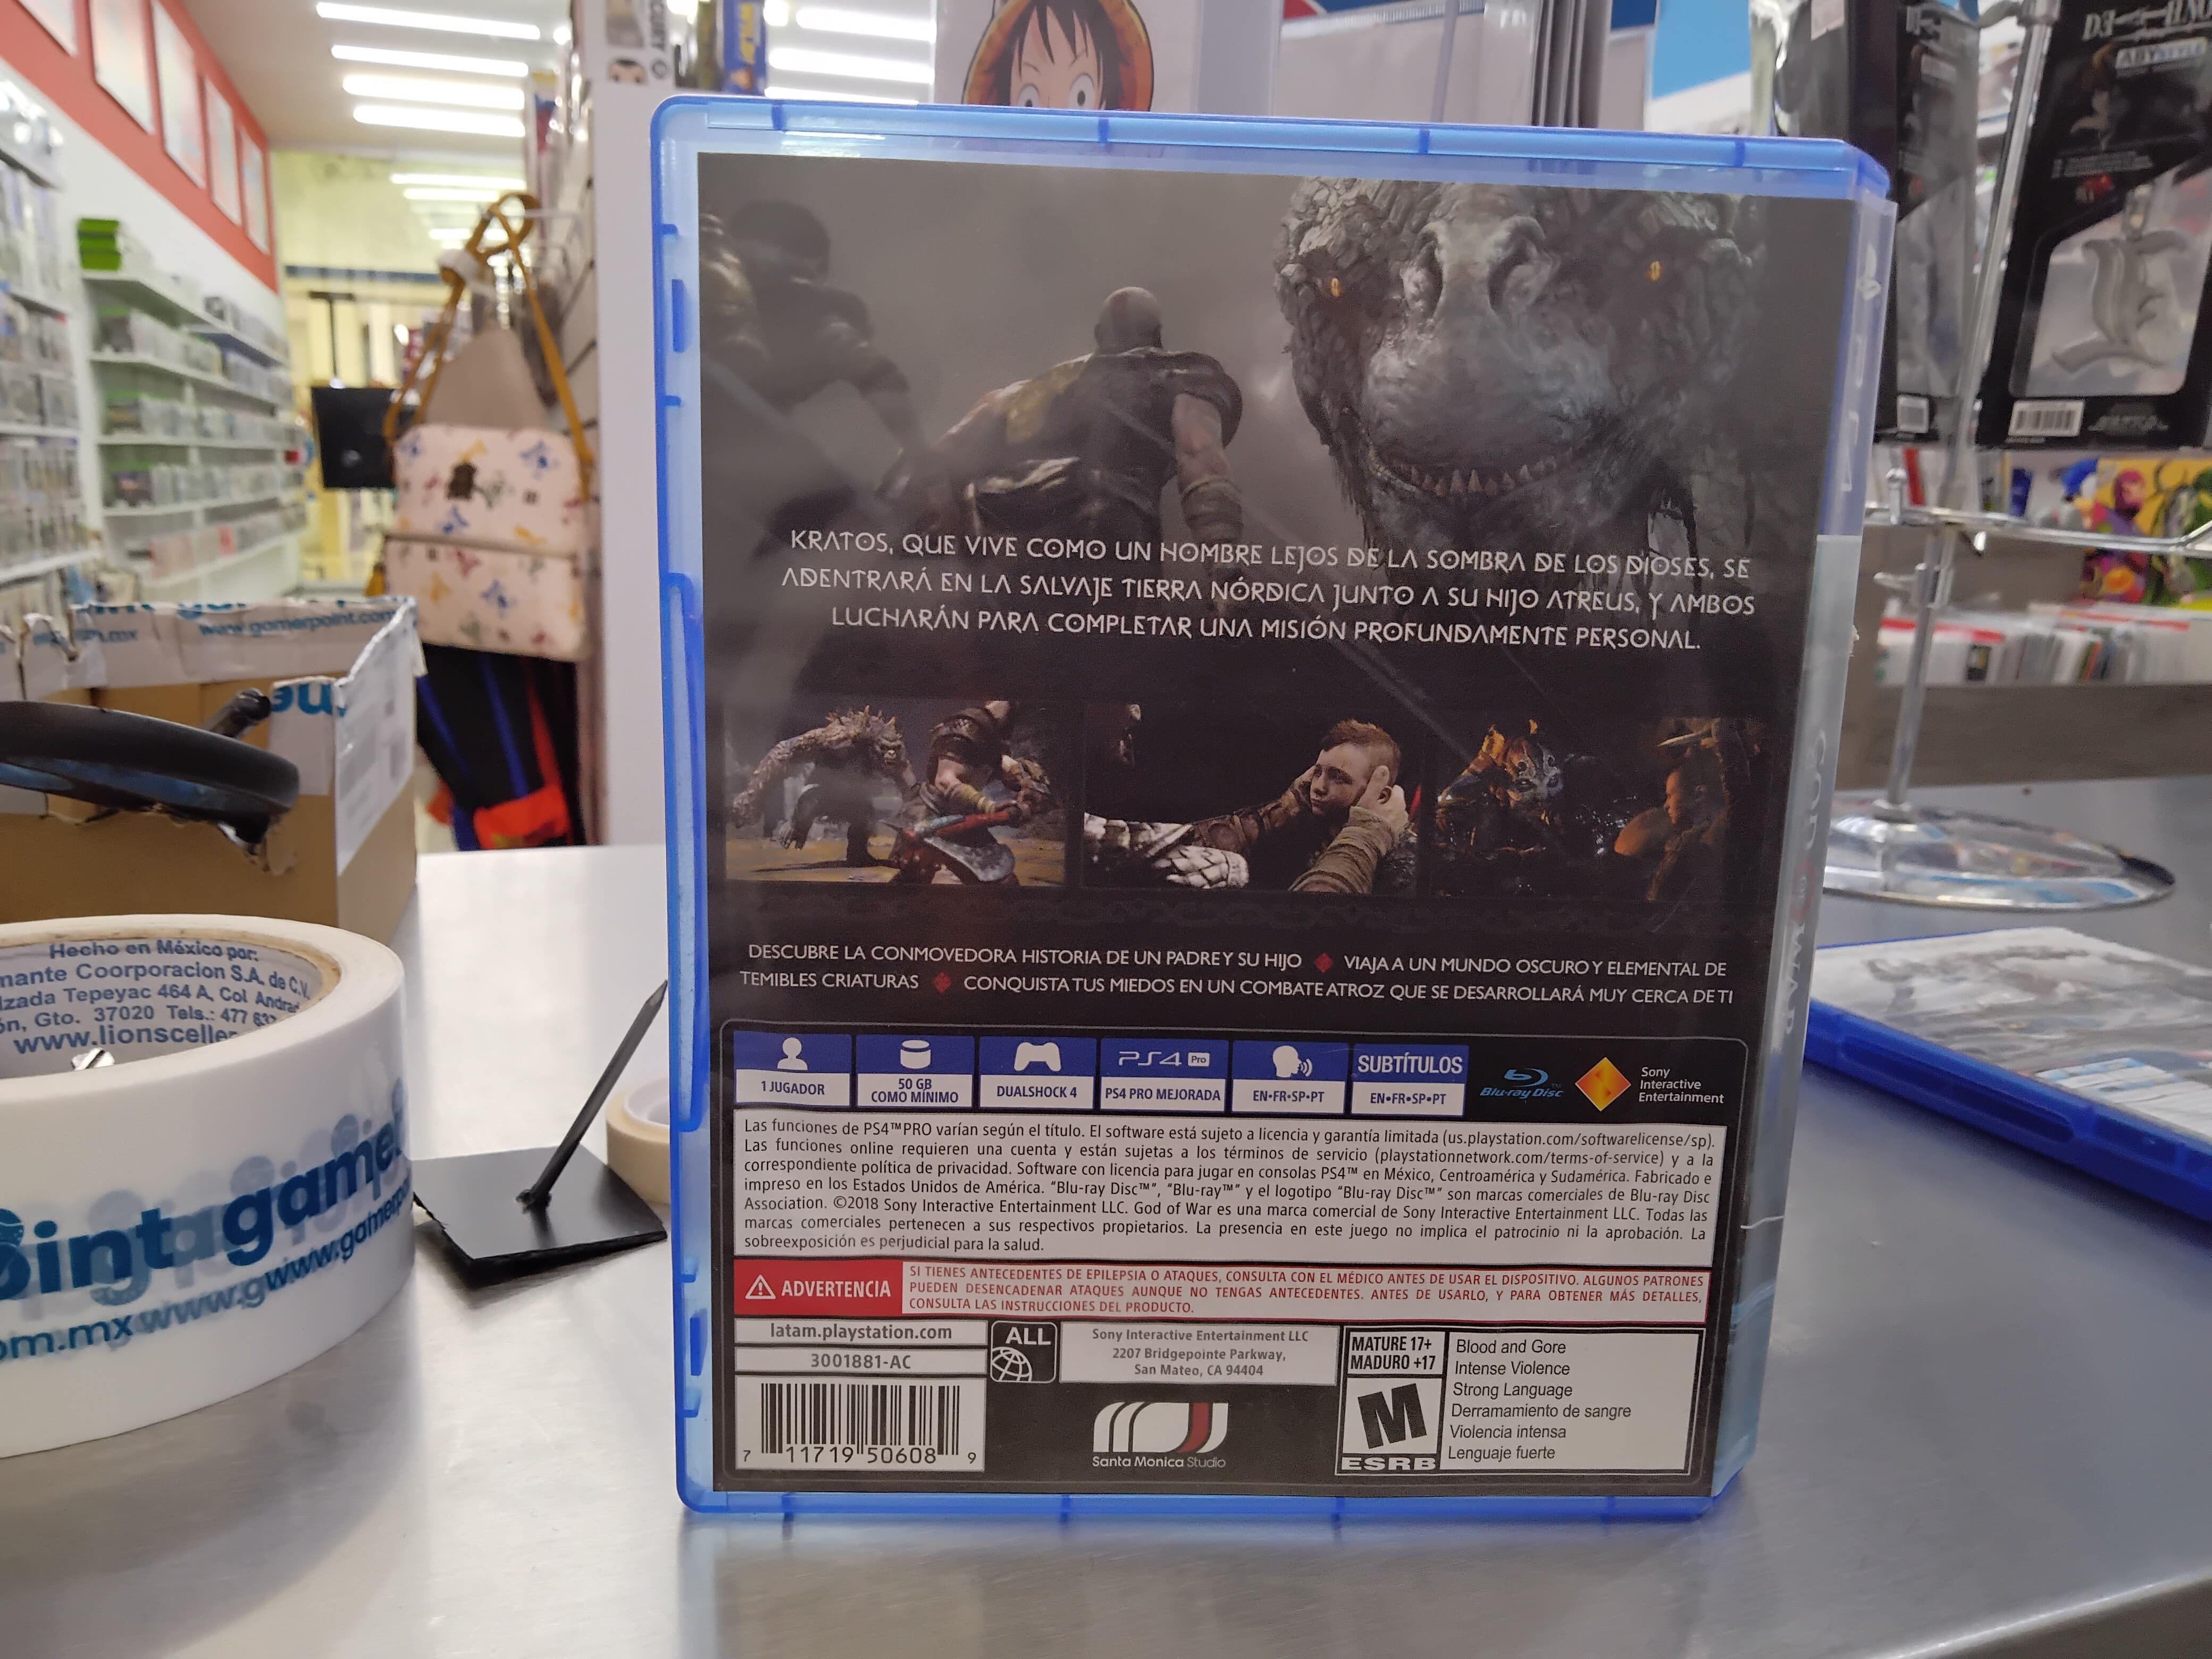 KRATOS, QUE VIVE COMO UN HOMBRE LEJOS DE LA SOMBRA DE LOS DIOSES, SE
ADENTRARÁ EN LA SALVAJE TIERRA NÓRDICA JUNTO A SU HIJO ATREUS, Y AMBOS
LUCHARÁN PARA COMPLETAR UNA MISIÓN PROFUNDAMENTE PERSONAL.
DESCUBRE LA CONMOVEDORA HISTORIA DE UN PADRE Y SU HIJO VIAJA A UN MUNDO OSCURO Y ELEMENTAL DE
TEMIBLES CRIATURAS CONQUISTA TUS MIEDOS EN UN COMBATE ATROZ QUE SE DESARROLLARÁ MUY CERCA DE TI
1 JUGADOR
50 GB
COMO MÍNIMO
DUALSHOCK 4
PS4 Pro
PS4 PRO MEJORADA
EN•FR•SP•PT
SUBTÍTULOS
EN•FR•SP•PT
Blu-ray Disc™
Sony
Interactive
Entertainment
Las funciones de PS4™PRO varían según el título. El software está sujeto a licencia y garantía limitada (us.playstation.com/softwarelicense/sp).
Las funciones online requieren una cuenta y están sujetas a los términos de servicio (playstationnetwork.com/terms-of-service) y a la
correspondiente política de privacidad. Software con licencia para jugar en consolas PS4™ en México, Centroamérica y Sudamérica. Fabricado e
impreso en los Estados Unidos de América. "Blu-ray Disc™", "Blu-ray™" y el logotipo "Blu-ray Disc™" son marcas comerciales de Blu-ray Disc
Association. ©2018 Sony Interactive Entertainment LLC. God of War es una marca comercial de Sony Interactive Entertainment LLC. Todas las
marcas comerciales pertenecen a sus respectivos propietarios. La presencia en este juego no implica el patrocinio ni la aprobación. La
sobreexposición es perjudicial para la salud.
ADVERTENCIA
SI TIENES ANTECEDENTES DE EPILEPSIA O ATAQUES, CONSULTA CON EL MÉDICO ANTES DE USAR EL DISPOSITIVO. ALGUNOS PATRONES
PUEDEN DESENCADENAR ATAQUES AUNQUE NO TENGAS ANTECEDENTES. ANTES DE USARLO, Y PARA OBTENER MÁS DETALLES,
CONSULTA LAS INSTRUCCIONES DEL PRODUCTO.
latam.playstation.com
3001881-AC
7 11719 50608 9
ALL
Sony Interactive Entertainment LLC
2207 Bridgepointe Parkway,
San Mateo, CA 94404
Santa Monica Studio
MATURE 17+
MADURO +17
M
ESRB
Blood and Gore
Intense Violence
Strong Language
Derramamiento de sangre
Violencia intensa
Lenguaje fuerte
GOD OF WAR
www.gamerpoint.com
Hecho en México por:
Coorporacion S.A. de C.V.
Tepeyac 464 A, Col.
Gto. 37020 Tels.: 477